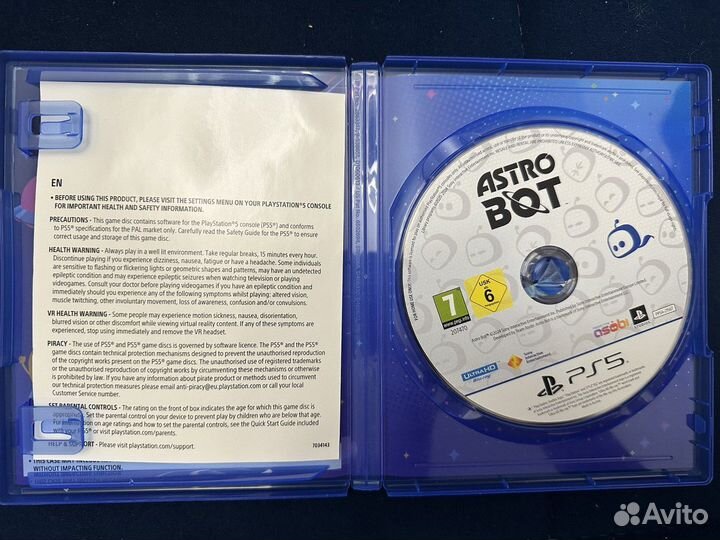 EN
• BEFORE USING THIS PRODUCT, PLEASE VISIT THE SETTINGS MENU ON YOUR PLAYSTATION®5 CONSOLE
FOR IMPORTANT HEALTH AND SAFETY INFORMATION.
PRECAUTIONS - This game disc contains software for the PlayStation®5 console (PS5®) and conforms
to PS5® specifications for the PAL market only. Carefully read the Safety Guide for the PS5® to ensure
correct usage and storage of this game disc.
HEALTH WARNING - Always play in a well lit environment. Take regular breaks, 15 minutes every hour.
Discontinue playing if you experience dizziness, nausea, fatigue or have a headache. Some individuals
are sensitive to flashing or flickering lights or geometric shapes and patterns, may have an undetected
epileptic condition and may experience epileptic seizures when watching television or playing
videogames. Consult your doctor before playing videogames if you have an epileptic condition and
immediately should you experience any of the following symptoms whilst playing: altered vision,
muscle twitching, other involuntary movement, loss of awareness, confusion and/or convulsions.
VR HEALTH WARNING - Some people may experience motion sickness, nausea, disorientation,
blurred vision or other discomfort while viewing virtual reality content. If any of these symptoms are
experienced, stop using immediately and remove the VR headset.
PIRACY - The use of PS5® and PS5® game discs is governed by software licence. The PS5® and the PS5®
game disc contain technical protection mechanisms designed to prevent the unauthorised reproduction
of the copyright works present on the PS5® discs. The unauthorised use of registered trademarks
or the unauthorised reproduction of copyright works by circumventing these mechanisms or otherwise
is prohibited by law. If you have any information about pirate product or methods used to circumvent
our technical protection measures please email anti-piracy@eu.playstation.com or call your local
Customer Service number.
SET PARENTAL CONTROLS - The rating on the front of box indicates the age for which this game disc is
appropriate. Set the parental control on your device to prevent play by children who are below that age.
For information on age ratings and how to set the parental controls, see the Quick Start Guide included
with your PS5® or visit playstation.com/parents.
HELP & SUPPORT - Please visit playstation.com/support.
7034143
WITHOUT IMPACTING FUNCTION.
ASTRO
BOT
7
www.pegi.info
USK
6
207470
asobi
PlayStation
STUDIOS
ULTRA HD
Blu-ray
SONY
PS5
Avito